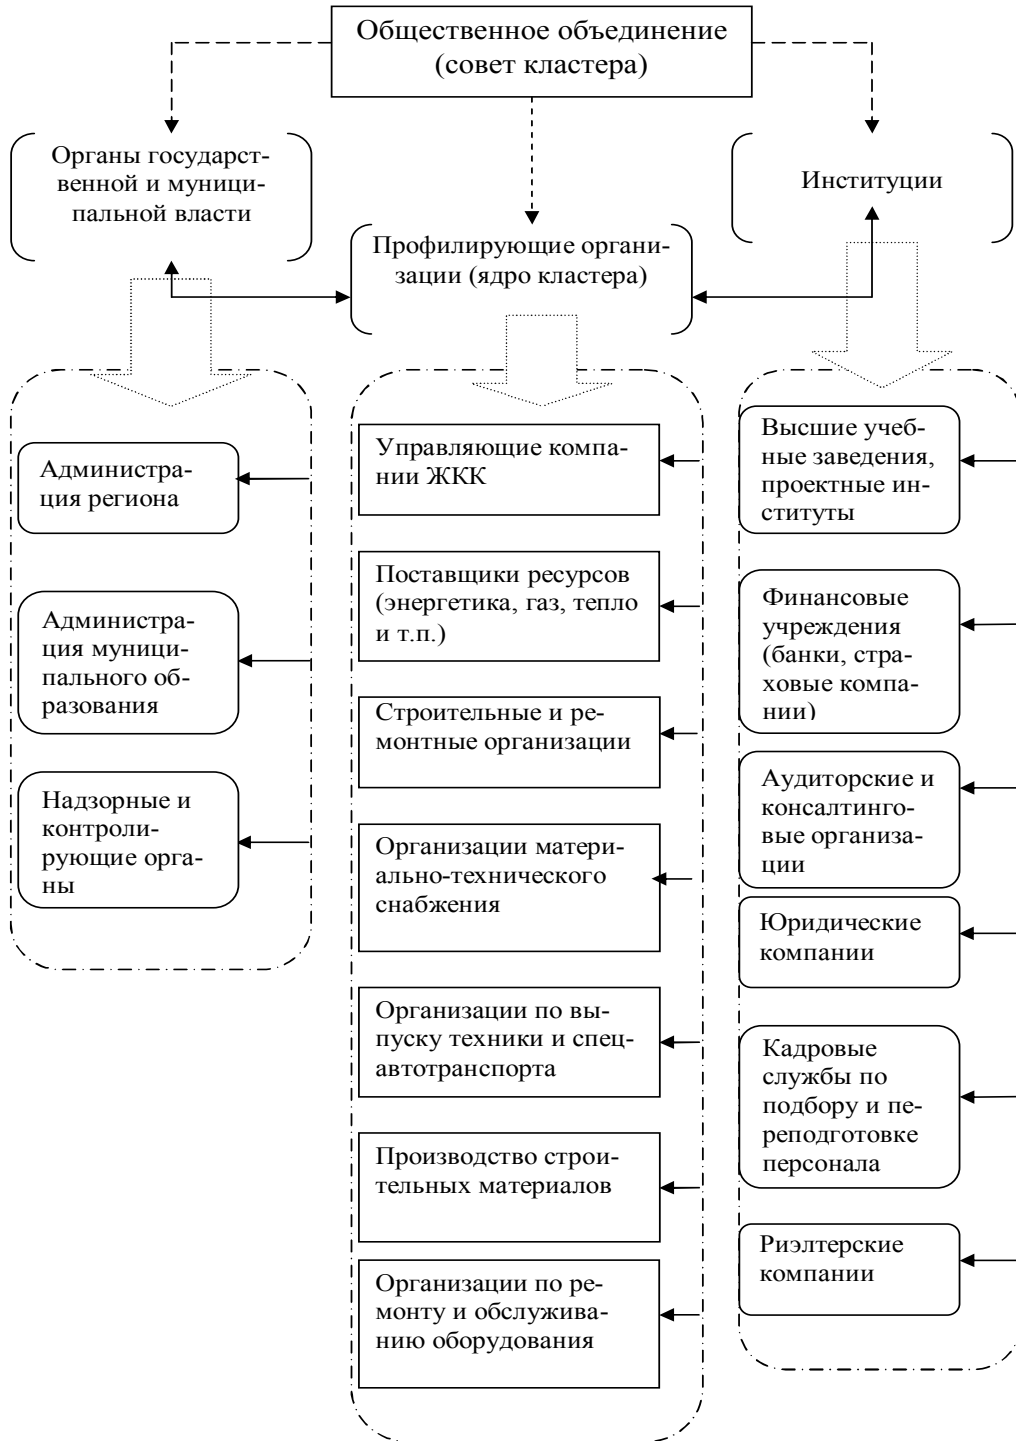 Общественное объединение
(совет кластера)
Органы государст-
венной и муници-
пальной власти
Институции
Профилирующие органи-
зации (ядро кластера)
Администра-
ция региона
Администра-
ция муници-
пального об-
разования
Надзорные и
контроли-
рующие орга-
ны
Управляющие компа-
нии ЖКК
Поставщики ресурсов
(энергетика, газ, тепло
и т.п.)
Строительные и ре-
монтные организации
Организации матери-
ально-технического
снабжения
Организации по вы-
пуску техники и спец-
автотранспорта
Производство строи-
тельных материалов
Организации по ре-
монту и обслужива-
нию оборудования
Высшие учеб-
ные заведения,
проектные ин-
ституты
Финансовые
учреждения
(банки, стра-
ховые компа-
нии)
Аудиторские и
консалтинго-
вые организа-
ции
Юридические
компании
Кадровые
службы по
подбору и пе-
реподготовке
персонала
Риэлтерские
компании